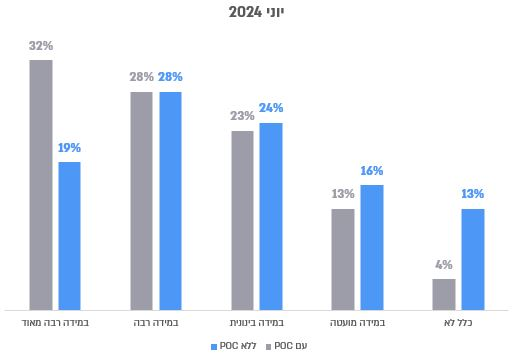 יוני 2024
32%
19%
28%
28%
23%
24%
13%
16%
4%
13%
במידה רבה מאוד
במידה רבה
במידה בינונית
במידה מועטה
כלל לא
עם POC
ללא POC